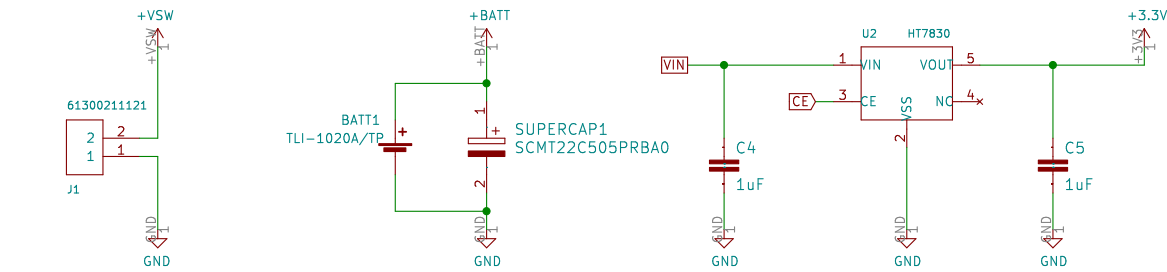 +VSW
+VSW
1
61300211121
2
2
1
1
J1
GND
1
GND
+BATT
+BATT
1
BATT1
TLI-1020A/TP
+
1
+
SUPERCAP1
SCMT22C505PRBA0
2
GND
1
GND
VIN
CE
C4
1uF
GND
1
GND
U2
HT7830
1
VIN
VOUT
5
3
CE
NC
4
VSS
2
GND
1
GND
+3.3V
+3V3
1
C5
1uF
GND
1
GND